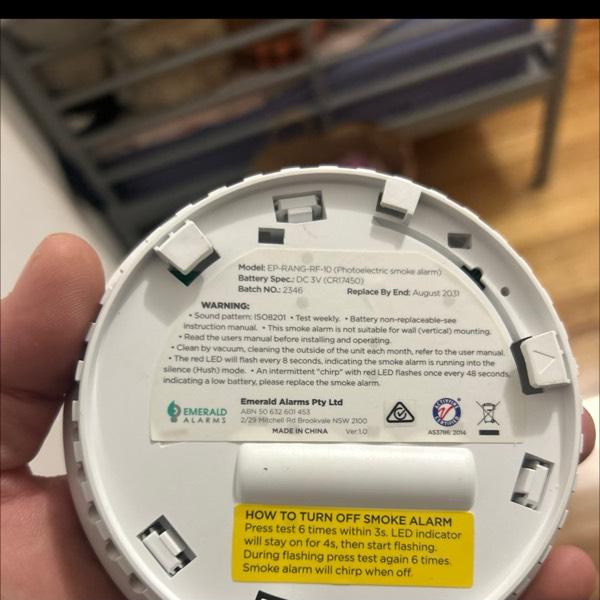 Model: EP-RANG-RF-10 (Photoelectric smoke alarm)
Battery Spec.: DC 3V (CR17450)
Batch NO.: 2346 Replace By End: August 2031
WARNING:
• Sound pattern: ISO8201 • Test weekly. • Battery non-replaceable-see
instruction manual. • This smoke alarm is not suitable for wall (vertical) mounting.
• Read the users manual before installing and operating.
• Clean by vacuum, cleaning the outside of the unit each month, refer to the user manual.
• The red LED will flash every 8 seconds, indicating the smoke alarm is running into the
silence (Hush) mode. • An intermittent "chirp" with red LED flashes once every 48 seconds,
indicating a low battery, please replace the smoke alarm.
EMERALD
ALARMS
Emerald Alarms Pty Ltd
ABN 50 632 601 453
2/29 Mitchell Rd Brookvale NSW 2100
MADE IN CHINA Ver:1.0
AS3786: 2014
HOW TO TURN OFF SMOKE ALARM
Press test 6 times within 3s. LED indicator
will stay on for 4s, then start flashing.
During flashing press test again 6 times.
Smoke alarm will chirp when off.